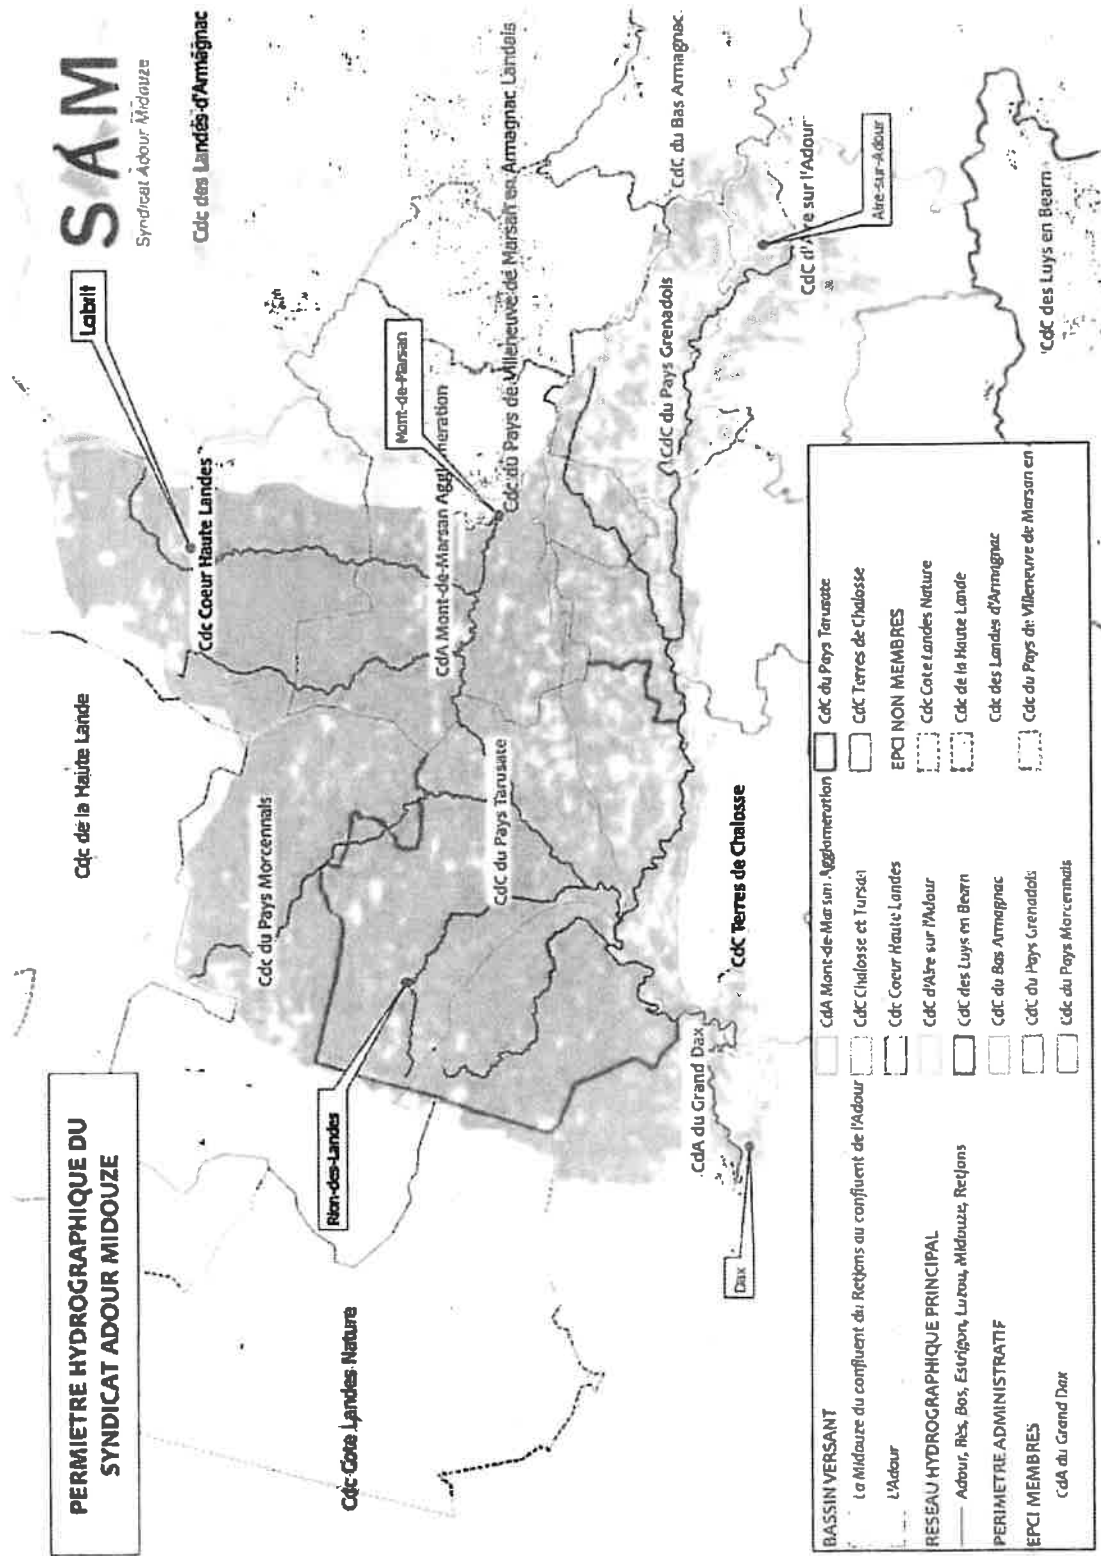 PERMIETRE HYDROGRAPHIQUE DU
SYNDICAT ADOUR MIDOUZE
SAM
Syndicat Adour Midouze
Cdc de la Haute Lande
Cdc des Landes d'Armagnac
Labrit
Cdc Coeur Haute Landes
Cdc du Pays Morcennais
Rion-des-Landes
Cdc Cote Landes Nature
Mont-de-Marsan
CdA Mont-de-Marsan Agglomeration
Cdc du Pays de Villeneuve de Marsan en Armagnac Landais
CdC du Pays Tarusate
CdC du Bas Armagnac
CdC du Pays Grenadois
CdA du Grand Dax
Dax
CdC Terres de Chalosse
CdC d'Aire sur l'Adour
Aire-sur-Adour
CdC des Luys en Bearn
BASSIN VERSANT
La Midouze du confluent du Retjons au confluent de l'Adour
L'Adour
RESEAU HYDROGRAPHIQUE PRINCIPAL
Adour, Bès, Bos, Estrigon, Luzou, Midouze, Retjons
PERIMETRE ADMINISTRATIF
EPCI MEMBRES
CdA du Grand Dax
CdA Mont-de-Marsan Agglomeration
CdC Chalosse et Tursan
Cdc Coeur Haute Landes
CdC d'Aire sur l'Adour
CdC des Luys en Bearn
CdC du Bas Armagnac
CdC du Pays Grenadois
Cdc du Pays Morcennais
CdC du Pays Tarusate
CdC Terres de Chalosse
EPCI NON MEMBRES
Cdc Cote Landes Nature
Cdc de la Haute Lande
Cdc des Landes d'Armagnac
Cdc du Pays de Villeneuve de Marsan en